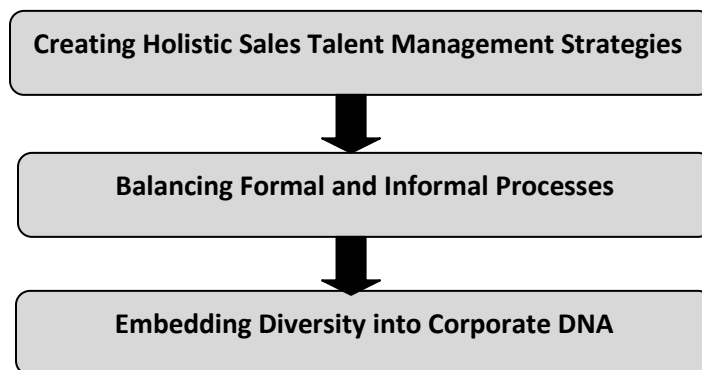 Creating Holistic Sales Talent Management Strategies
Balancing Formal and Informal Processes
Embedding Diversity into Corporate DNA